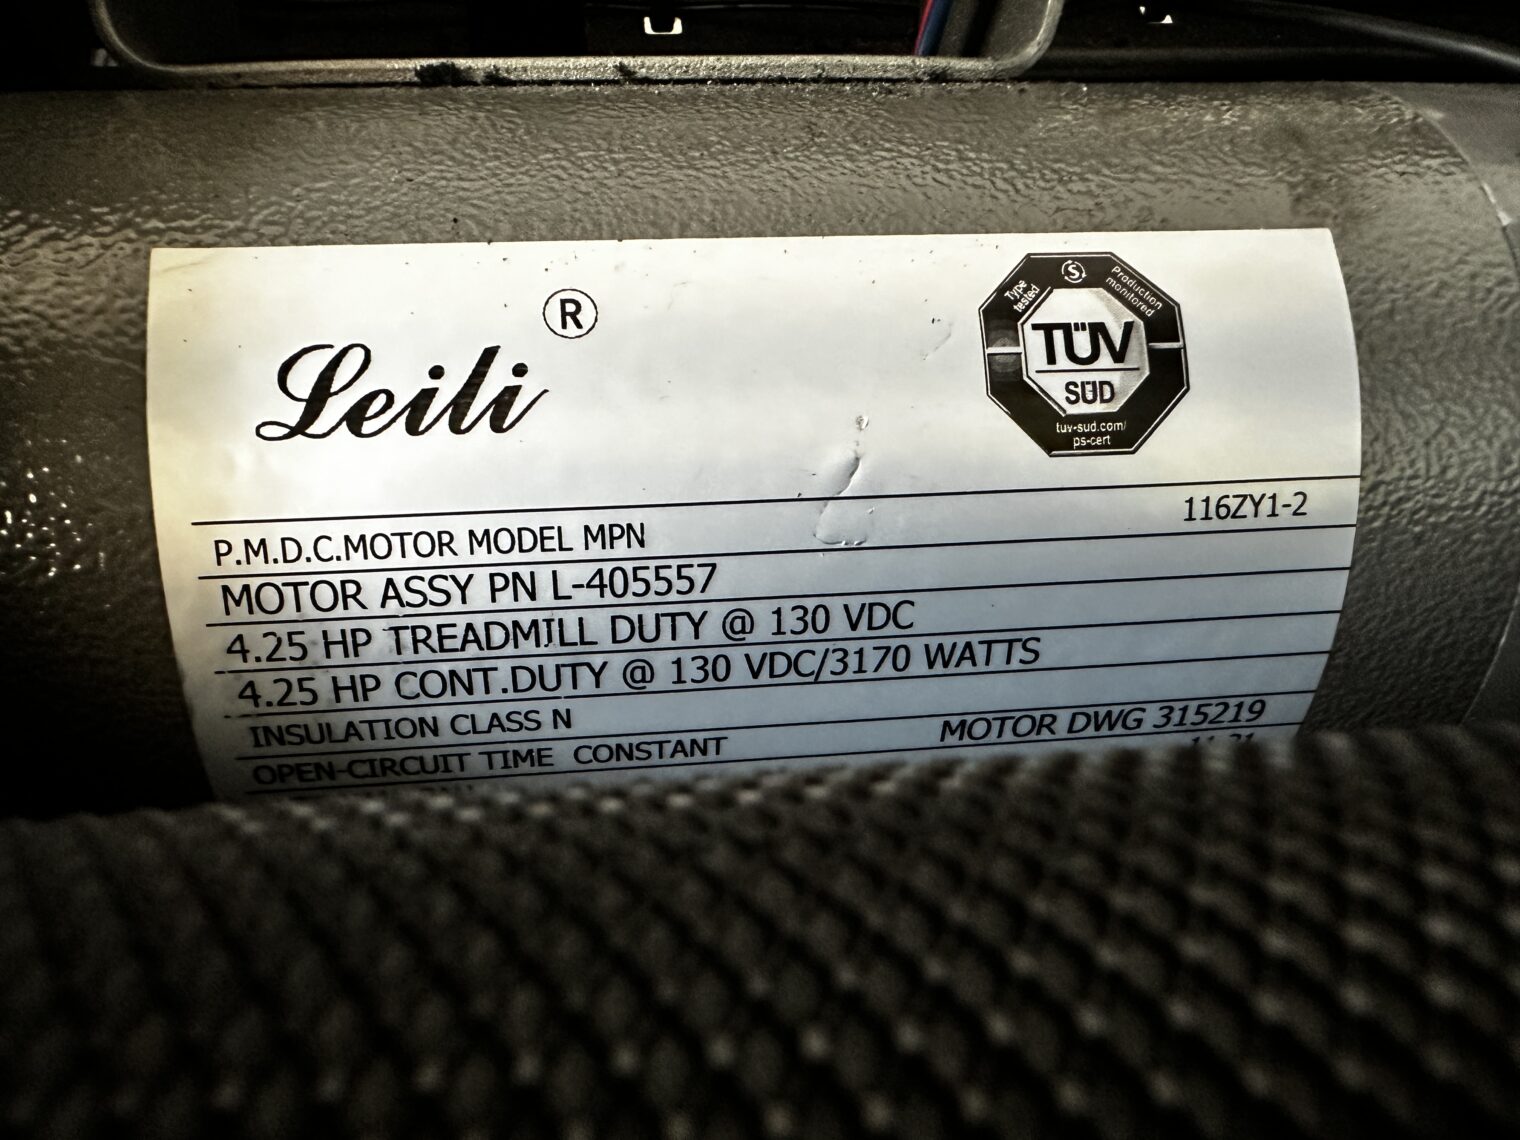 Leili ®
Type tested
S
Production monitored
TÜV
SÜD
tuv-sud.com/
ps-cert
P.M.D.C.MOTOR MODEL MPN 116ZY1-2
MOTOR ASSY PN L-405557
4.25 HP TREADMILL DUTY @ 130 VDC
4.25 HP CONT.DUTY @ 130 VDC/3170 WATTS
INSULATION CLASS N
OPEN-CIRCUIT TIME CONSTANT MOTOR DWG 315219